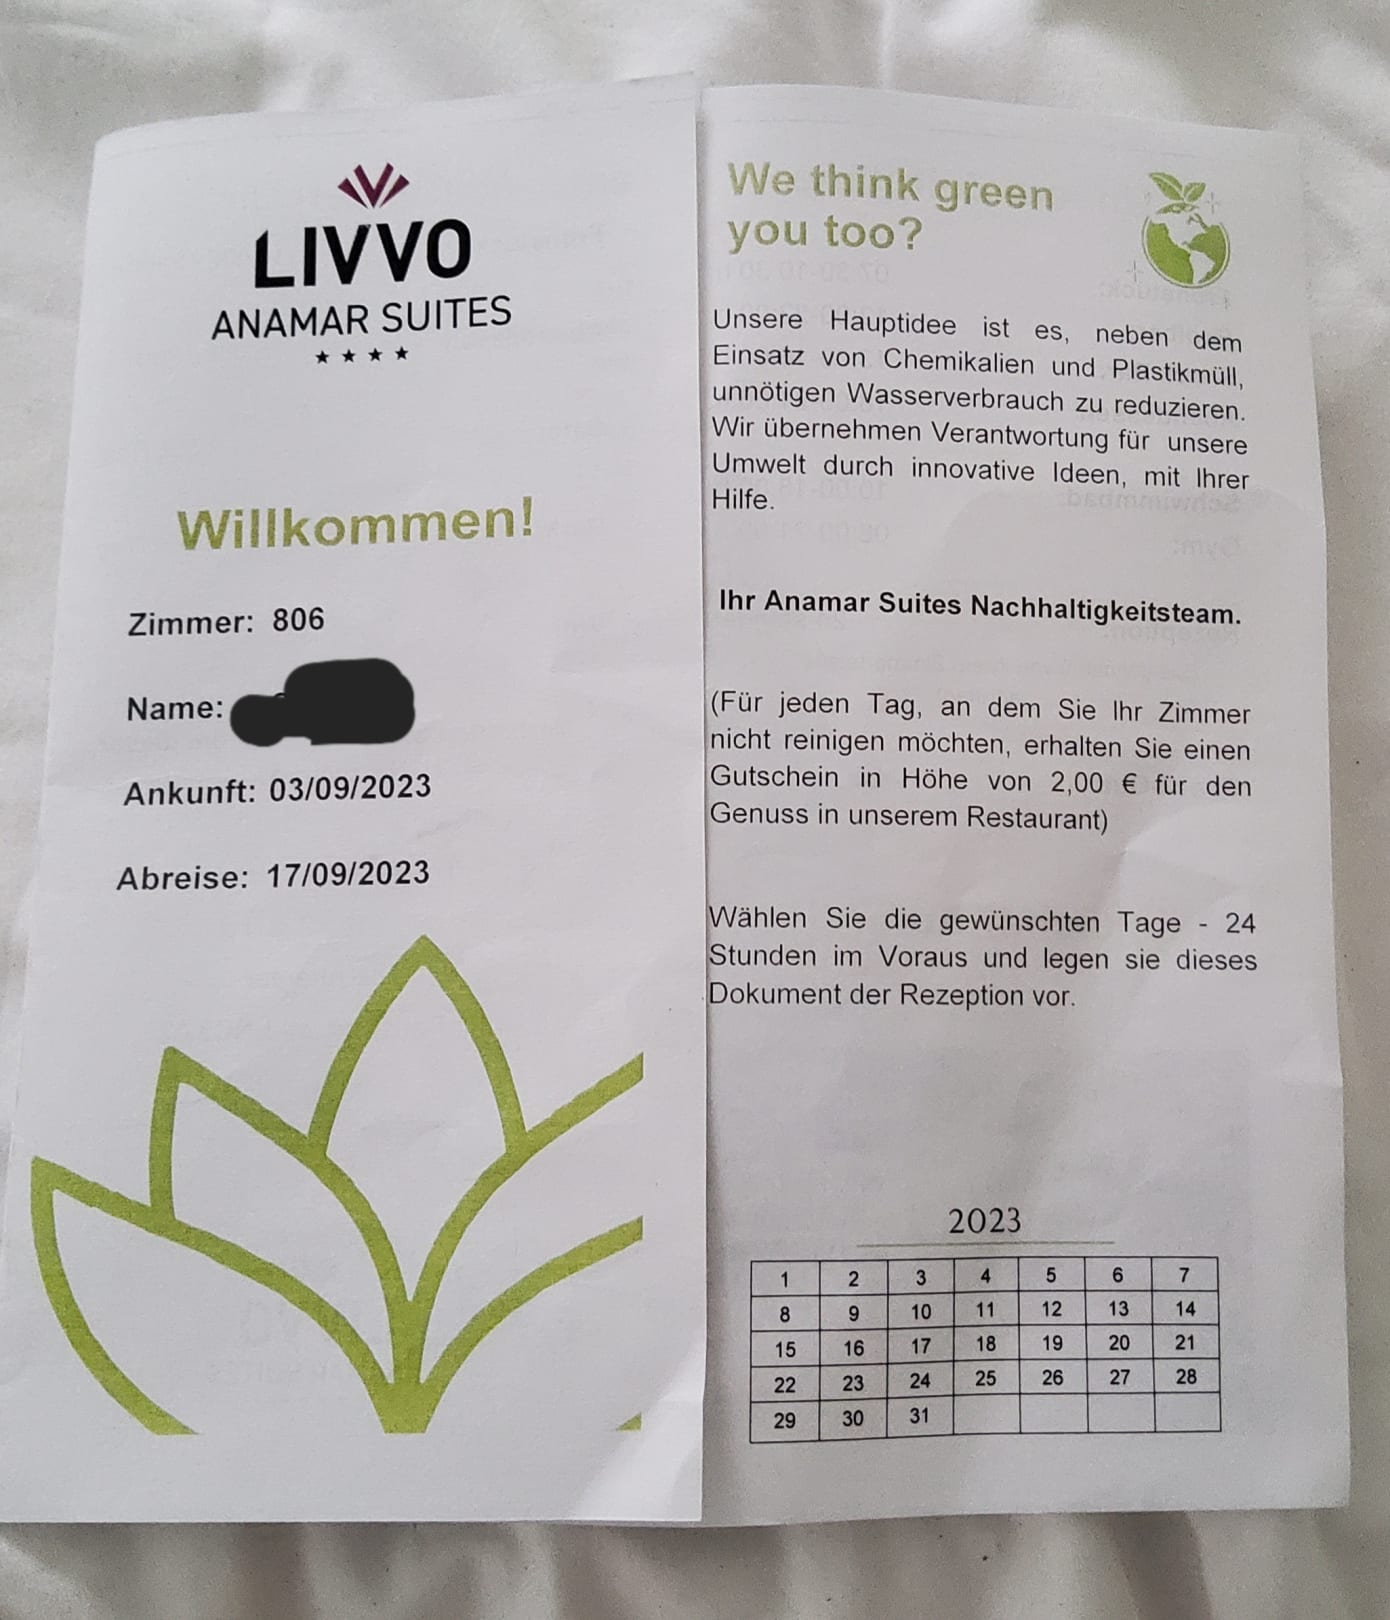 LIVVO
ANAMAR SUITES
★ ★ ★ ★
Willkommen!
Zimmer: 806
Name:
Ankunft: 03/09/2023
Abreise: 17/09/2023
We think green
you too?
Unsere Hauptidee ist es, neben dem
Einsatz von Chemikalien und Plastikmüll,
unnötigen Wasserverbrauch zu reduzieren.
Wir übernehmen Verantwortung für unsere
Umwelt durch innovative Ideen, mit Ihrer
Hilfe.
Ihr Anamar Suites Nachhaltigkeitsteam.
(Für jeden Tag, an dem Sie Ihr Zimmer
nicht reinigen möchten, erhalten Sie einen
Gutschein in Höhe von 2,00 € für den
Genuss in unserem Restaurant)
Wählen Sie die gewünschten Tage - 24
Stunden im Voraus und legen sie dieses
Dokument der Rezeption vor.
2023
1 2 3 4 5 6 7
8 9 10 11 12 13 14
15 16 17 18 19 20 21
22 23 24 25 26 27 28
29 30 31